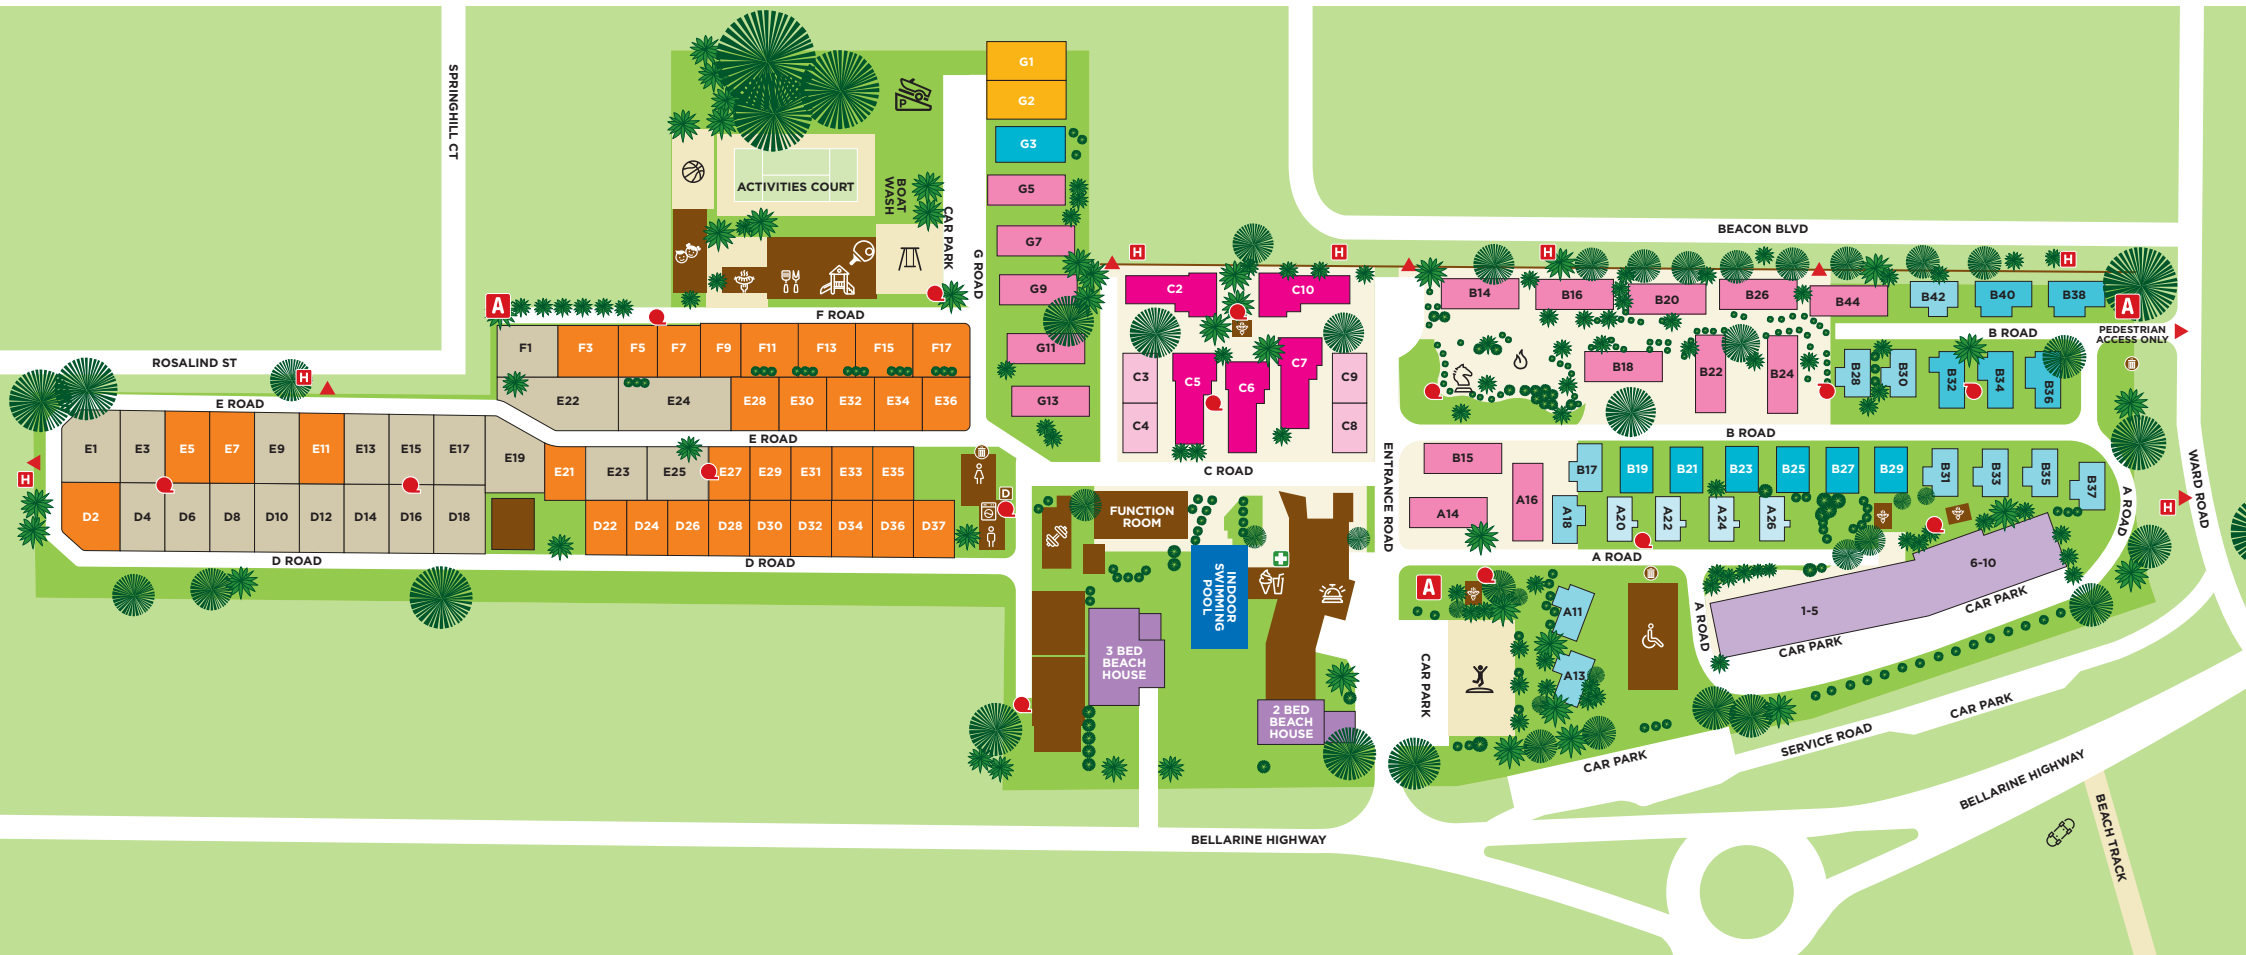 SPRINGHILL CT
ROSALIND ST
ACTIVITIES COURT
BOAT
WASH
P
CAR PARK
G ROAD
G1
G2
G3
G5
G7
G9
G11
G13
A
F ROAD
F1
F3
F5
F7
F9
F11
F13
F15
F17
E22
E24
E28
E30
E32
E34
E36
H
E ROAD
E ROAD
E1
E3
E5
E7
E9
E11
E13
E15
E17
E19
E21
E23
E25
E27
E29
E31
E33
E35
H
D2
D4
D6
D8
D10
D12
D14
D16
D18
D22
D24
D26
D28
D30
D32
D34
D36
D37
D
D ROAD
D ROAD
H
H
C2
C10
C3
C4
C5
C6
C7
C9
C8
C ROAD
ENTRANCE ROAD
FUNCTION
ROOM
INDOOR
SWIMMING
POOL
3 BED
BEACH
HOUSE
2 BED
BEACH
HOUSE
BEACON BLVD
H
H
B14
B16
B20
B26
B44
B42
B40
B38
A
B ROAD
PEDESTRIAN
ACCESS ONLY
B18
B22
B24
B28
B30
B32
B34
B36
B ROAD
B15
B17
B19
B21
B23
B25
B27
B29
B31
B33
B35
B37
A14
A16
A18
A20
A22
A24
A26
A ROAD
A ROAD
A ROAD
H
WARD ROAD
A
A11
A13
1-5
6-10
CAR PARK
CAR PARK
CAR PARK
CAR PARK
SERVICE ROAD
CAR PARK
BELLARINE HIGHWAY
BELLARINE HIGHWAY
BEACH TRACK